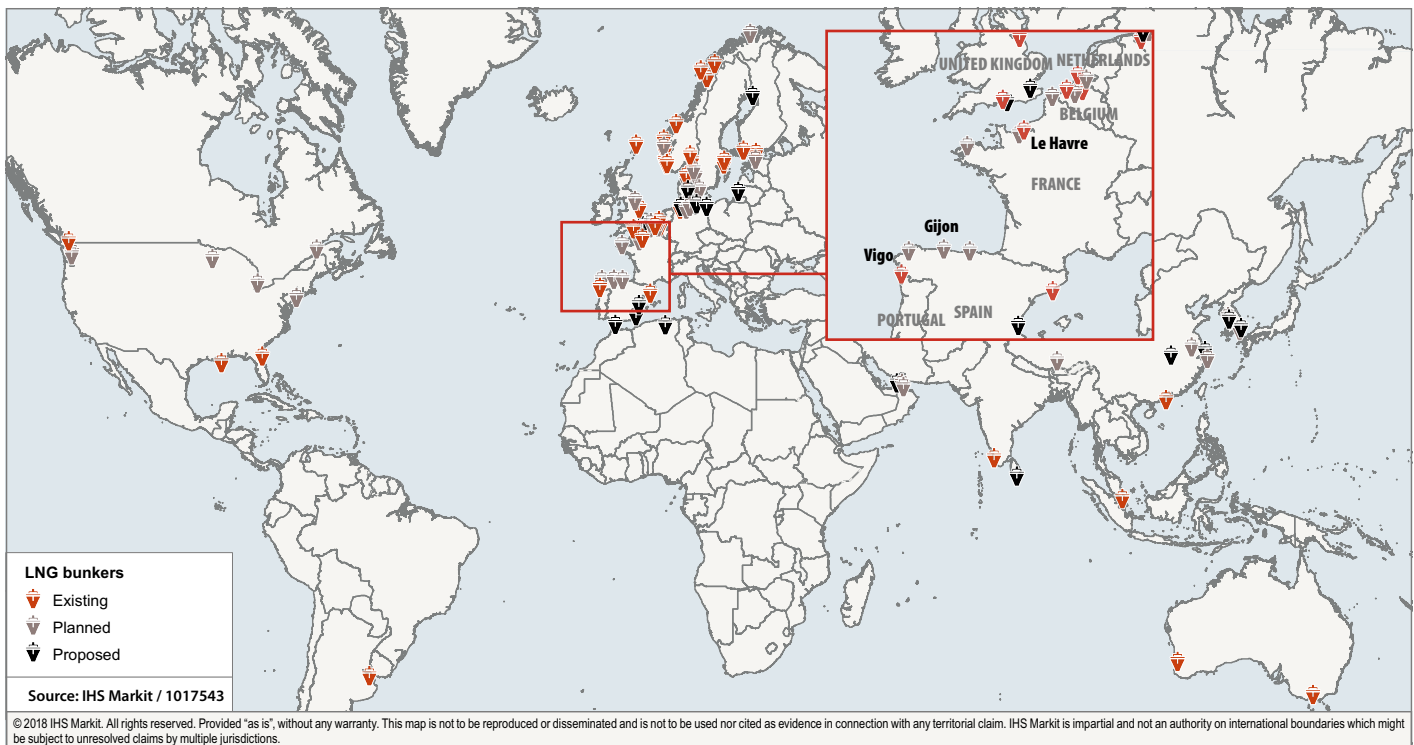 UNITED KINGDOM
NETHERLANDS
BELGIUM
Le Havre
FRANCE
Gijon
Vigo
SPAIN
PORTUGAL
LNG bunkers
Existing
Planned
Proposed
Source: IHS Markit / 1017543
© 2018 IHS Markit. All rights reserved. Provided "as is", without any warranty. This map is not to be reproduced or disseminated and is not to be used nor cited as evidence in connection with any territorial claim. IHS Markit is impartial and not an authority on international boundaries which might
be subject to unresolved claims by multiple jurisdictions.